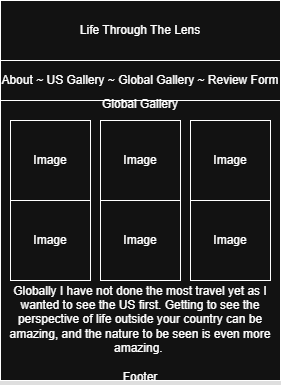 Life Through The Lens
About ~ US Gallery ~ Global Gallery ~ Review Form
Global Gallery
Image Image Image
Image Image Image
Globally I have not done the most travel yet as I
wanted to see the US first. Getting to see the
perspective of life outside your country can be
amazing, and the nature to be seen is even more
amazing.
Footer